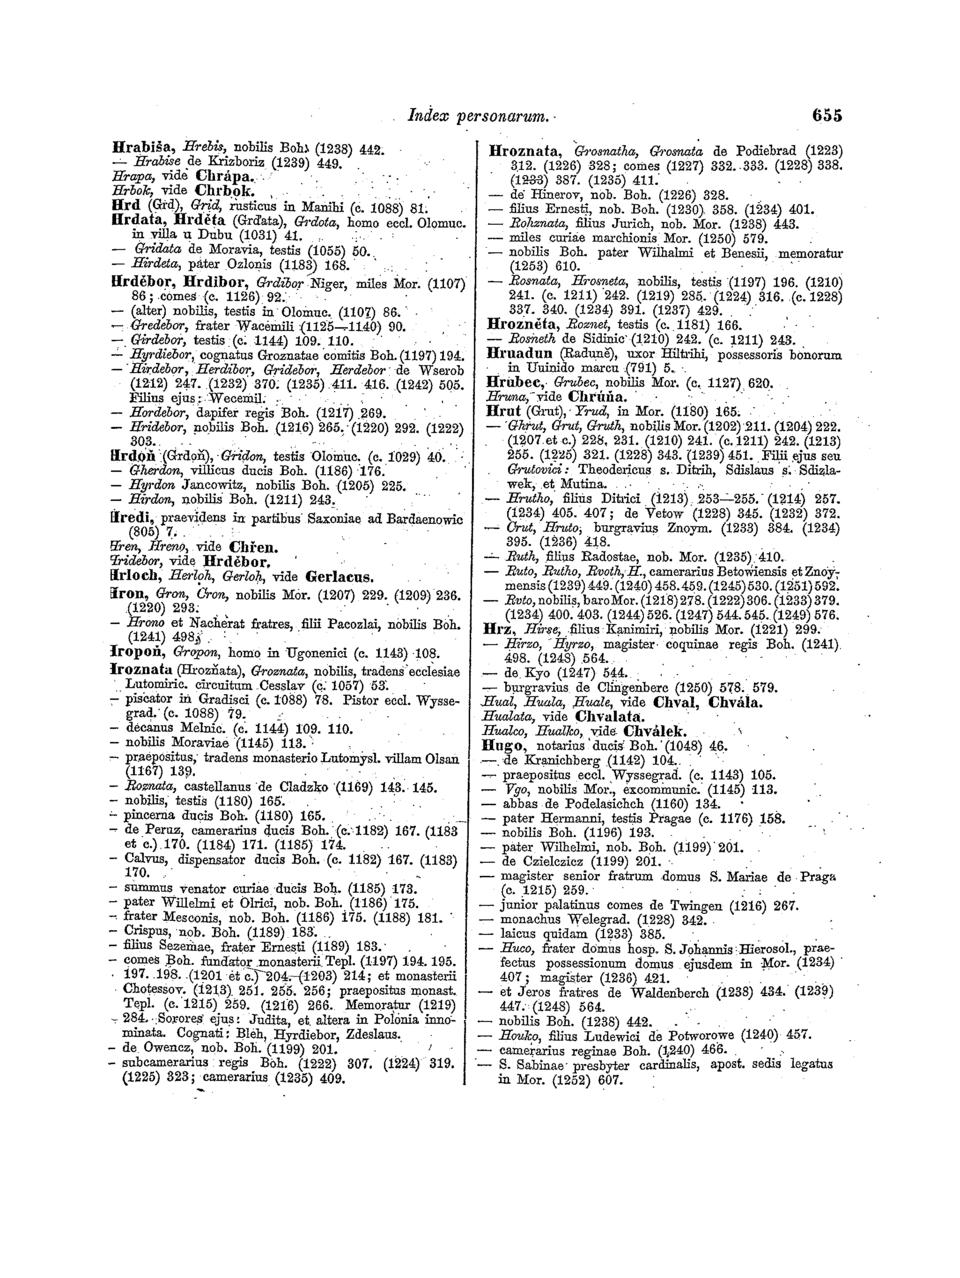 Index personarum.
655
Hrabiša, Hrebis, nobilis Boh. (1238) 442.
— Hrabise de Krizboriz (1239) 449.
Hrapa, vide Chrápa.
Hrbok, vide Chrbok.
Hrd (Grd), Grid, rusticus in Manihi (c. 1088) 81.
Hrdata, Hrděta (Grďata), Grdota, homo eccl. Olomuc.
in villa u Dubu (1031) 41.
— Gridata de Moravia, testis (1055) 50.
— Hirdeta, pater Ozlonis (1183) 168.
Hrdébor, Hrdibor, Grdibor Niger, miles Mor. (1107)
86; comes (c. 1126) 92.
— (alter) nobilis, testis in Olomuc. (1107) 86.
— Gredebor, frater Wacemili (1125—1140) 90.
— Girdebor, testis (c. 1144) 109. 110.
— Hyrdiebor, cognatus Groznatae comitis Boh. (1197) 194.
— Hirdebor, Herdibor, Gridebor, Herdebor de Wserob
(1212) 247. (1232) 370. (1235) 411. 416. (1242) 505.
Filius ejus: Wecemil.
— Hordebor, dapifer regis Boh. (1217) 269.
— Hridebor, nobilis Boh. (1216) 265. (1220) 292. (1222)
303.
Hrdoň (Grdoň), Gridon, testis Olomuc. (c. 1029) 40.
— Gherdon, villicus ducis Boh. (1186) 176.
— Hyrdon Jancowitz, nobilis Boh. (1205) 225.
— Hirdon, nobilis Boh. (1211) 243.
Hredi, praevidens in partibus Saxoniae ad Bardaenowic
(805) 7.
Hren, Hreno, vide Chřen.
Hridebor, vide Hrdébor.
Hrloch, Herloh, Gerloh, vide Gerlacus.
Hron, Gron, Cron, nobilis Mor. (1207) 229. (1209) 236.
(1220) 293.
— Hrono et Nacherat fratres, filii Pacozlai, nobilis Boh.
(1241) 498.
Hropoň, Gropon, homo in Ugonenici (c. 1143) 108.
Hroznata (Hrozňata), Groznata, nobilis, tradens ecclesiae
Lutomiric. circuitum Cesslav (c. 1057) 53.
— piscator in Gradisci (c. 1088) 78. Pistor eccl. Wysse-
grad. (c. 1088) 79.
— decanus Melnic. (c. 1144) 109. 110.
— nobilis Moraviae (1145) 113.
— praepositus, tradens monasterio Lutomysl. villam Olsan
(1167) 139.
— Roznata, castellanus de Cladzko (1169) 143. 145.
— nobilis, testis (1180) 165.
— pincerna ducis Boh. (1180) 165.
— de Peruz, camerarius ducis Boh. (c. 1182) 167. (1183
et c.) 170. (1184) 171. (1185) 174.
— Calvus, dispensator ducis Boh. (c. 1182) 167. (1183)
170.
— summus venator curiae ducis Boh. (1185) 173.
— pater Willelmi et Olrici, nob. Boh. (1186) 175.
— frater Mesconis, nob. Boh. (1186) 175. (1188) 181.
— Crispus, nob. Boh. (1189) 183.
— filius Sezemae, frater Ernesti (1189) 183.
— comes Boh. fundator monasterii Tepl. (1197) 194. 195.
197. 198. (1201 et c.) 204. (1203) 214; et monasterii
Chotessov. (1213) 251. 255. 256; praepositus monast.
Tepl. (c. 1215) 259. (1216) 266. Memoratur (1219)
284. Sorores ejus: Judita, et altera in Polonia inno-
minata. Cognati: Bleh, Hyrdiebor, Zdeslaus.
— de Owencz, nob. Boh. (1199) 201.
— subcamerarius regis Boh. (1222) 307. (1224) 319.
(1225) 323; camerarius (1235) 409.
Hroznata, Grosnatha, Grosnata de Podiebrad (1223)
312. (1226) 328; comes (1227) 332. 333. (1228) 338.
(1233) 387. (1235) 411.
— de Hinerov, nob. Boh. (1226) 328.
— filius Ernesti, nob. Boh. (1230) 358. (1234) 401.
— Rohznata, filius Jurich, nob. Mor. (1238) 443.
— miles curiae marchionis Mor. (1250) 579.
— nobilis Boh. pater Wilhalmi et Benesii, memoratur
(1253) 610.
— Rosnata, Hrosneta, nobilis, testis (1197) 196. (1210)
241. (c. 1211) 242. (1219) 285. (1224) 316. (c. 1228)
337. 340. (1234) 391. (1237) 429.
Hrozněta, Roznet, testis (c. 1181) 166.
— Rosneth de Sidinic (1210) 242. (c. 1211) 243.
Hruadun (Raduně), uxor Hiltrihi, possessoris bonorum
in Uuinido marcu (791) 5.
Hrubec, Grubec, nobilis Mor. (c. 1127) 620.
Hruna, vide Chrúňa.
Hrut (Grut), Yrud, in Mor. (1180) 165.
— Ghrut, Grut, Gruth, nobilis Mor. (1202) 211. (1204) 222.
(1207 et c.) 228. 231. (1210) 241. (c. 1211) 242. (1213)
255. (1225) 321. (1228) 343. (1239) 451. Filii ejus seu
Grutovici: Theodericus s. Ditrih, Sdislaus s. Sdizla-
wek, et Mutina.
— Hrutho, filius Ditrici (1213) 253—255. (1214) 257.
(1234) 405. 407; de Vetow (1228) 345. (1232) 372.
— Crut, Hruto, burgravius Znoym. (1233) 384. (1234)
395. (1236) 418.
— Ruth, filius Radostae, nob. Mor. (1235) 410.
— Ruto, Rutho, Rvoth, H., camerarius Betowiensis et Znoy-
mensis (1239) 449. (1240) 458. 459. (1245) 530. (1251) 592.
— Ruto, nobilis, baro Mor. (1218) 278. (1222) 306. (1233) 379.
(1234) 400. 403. (1244) 526. (1247) 544. 545. (1249) 576.
Hrz, Hirse, filius Kanimiri, nobilis Mor. (1221) 299.
— Hirzo, Hyrzo, magister coquinae regis Boh. (1241)
498. (1248) 564.
— de Kyo (1247) 544.
— burgravius de Clingenberc (1250) 578. 579.
Hual, Huala, Huale, vide Chval, Chvála.
Hualata, vide Chvalata.
Hualco, Hualko, vide Chválek.
Hugo, notarius ducis Boh. (1048) 46.
— de Kranichberg (1142) 104.
— praepositus eccl. Wyssegrad. (c. 1143) 105.
— Vgo, nobilis Mor., excommunic. (1145) 113.
— abbas de Podelasichch (1160) 134.
— pater Hermanni, testis Pragae (c. 1176) 158.
— nobilis Boh. (1196) 193.
— pater Wilhelmi, nob. Boh. (1199) 201.
— de Czielczicz (1199) 201.
— magister senior fratrum domus S. Mariae de Praga
(c. 1215) 259.
— junior palatinus comes de Twingen (1216) 267.
— monachus Welegrad. (1228) 342.
— laicus quidam (1233) 385.
— Huco, frater domus hosp. S. Johannis Hierosol., prae-
fectus possessionum domus ejusdem in Mor. (1234)
407; magister (1236) 421.
— et Jeros fratres de Waldenberch (1238) 434. (1239)
447. (1248) 564.
— nobilis Boh. (1238) 442.
— Houko, filius Ludewici de Potworowe (1240) 457.
— camerarius reginae Boh. (1240) 466.
— S. Sabinae presbyter cardinalis, apost. sedis legatus
in Mor. (1252) 607.